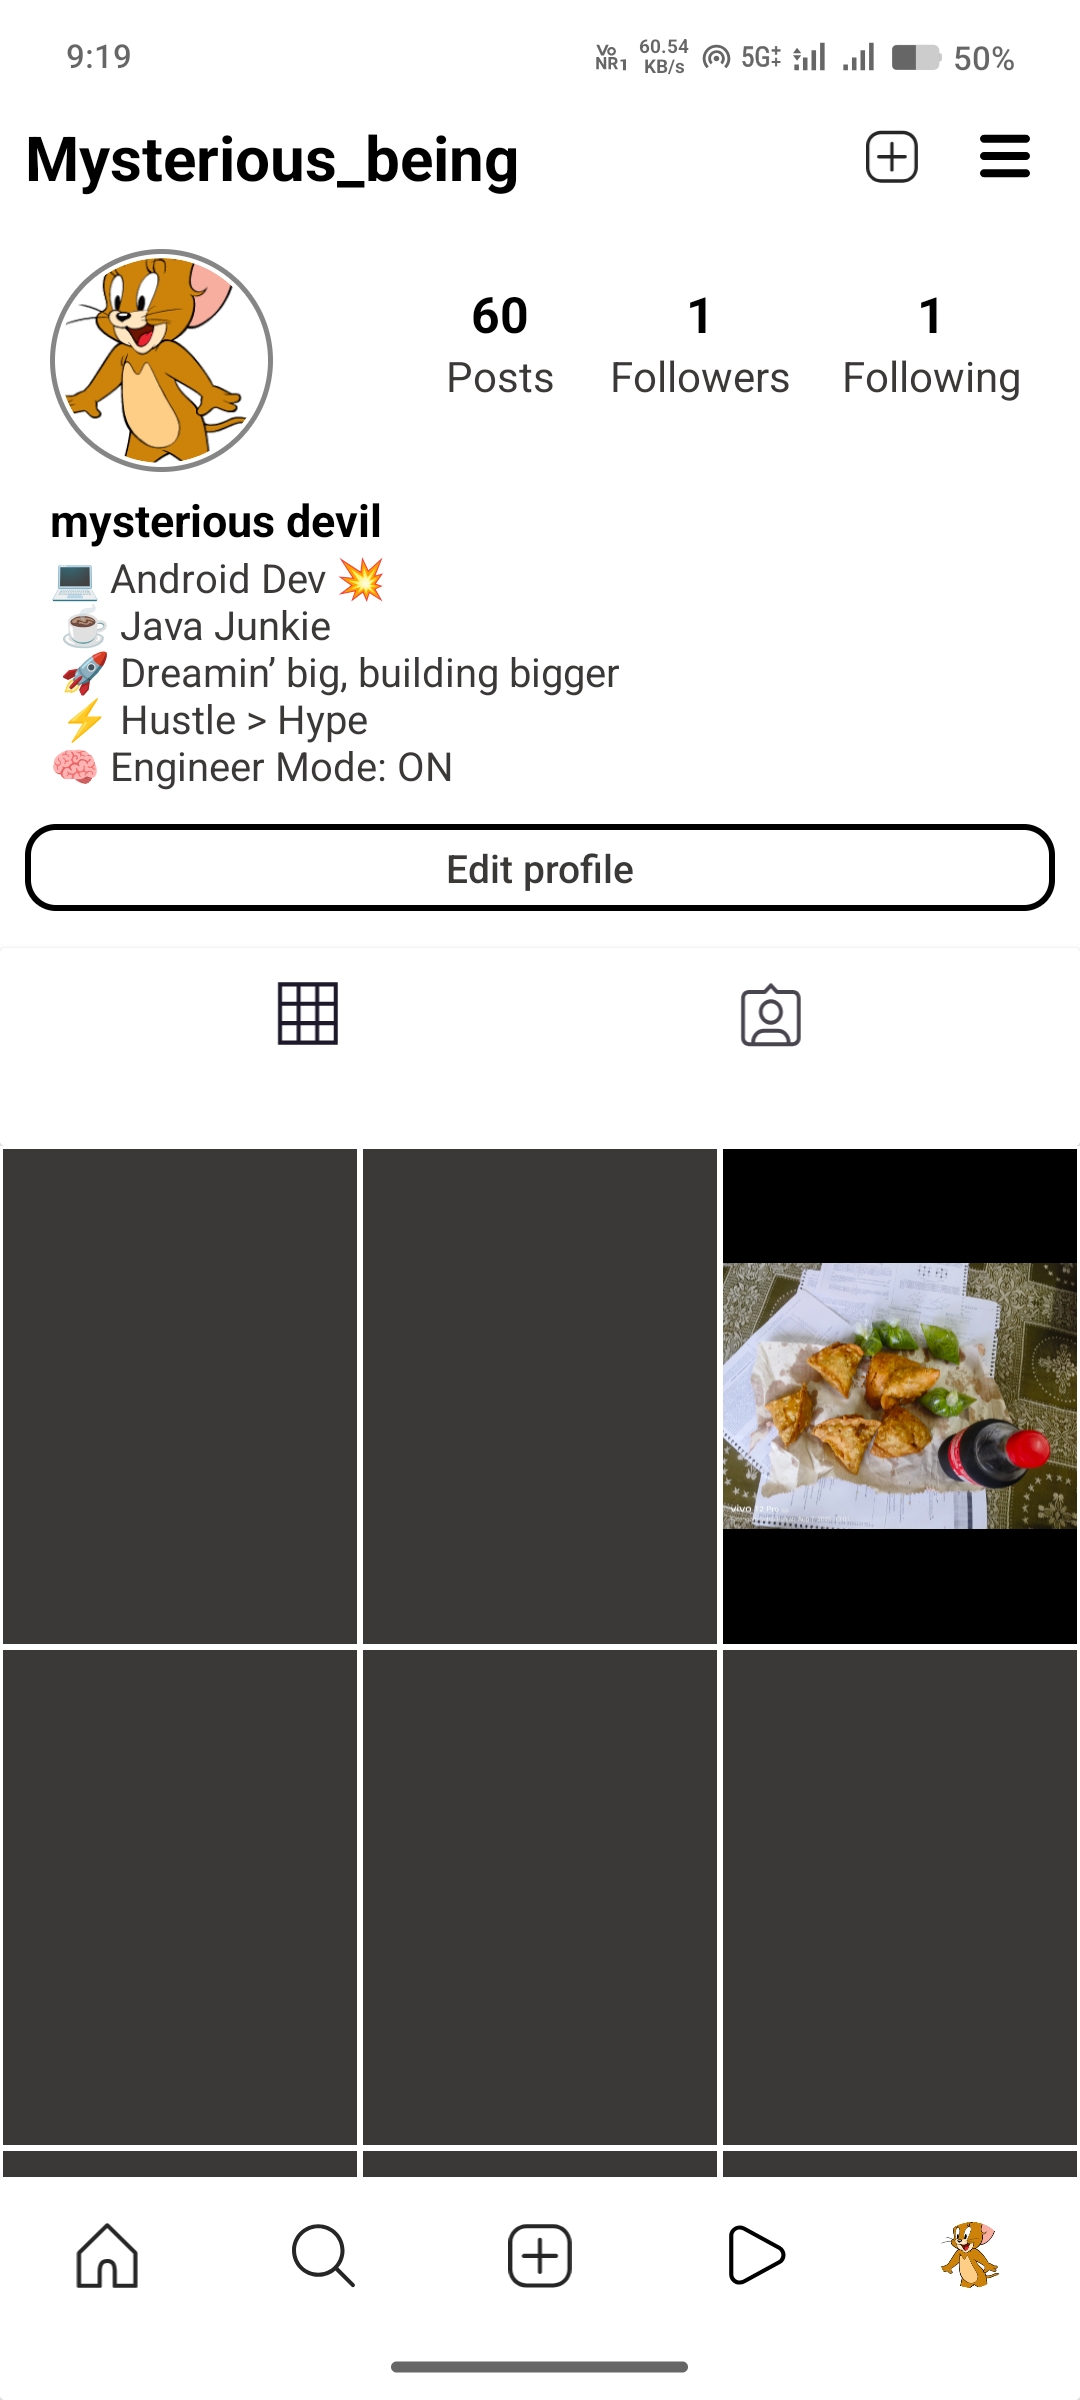 9:19
Vo NR1 60.54 KB/s 5G 50%
Mysterious_being
60 1 1
Posts Followers Following
mysterious devil
💻 Android Dev 💥
☕ Java Junkie
🚀 Dreamin’ big, building bigger
⚡ Hustle > Hype
🧠 Engineer Mode: ON
Edit profile
vivo